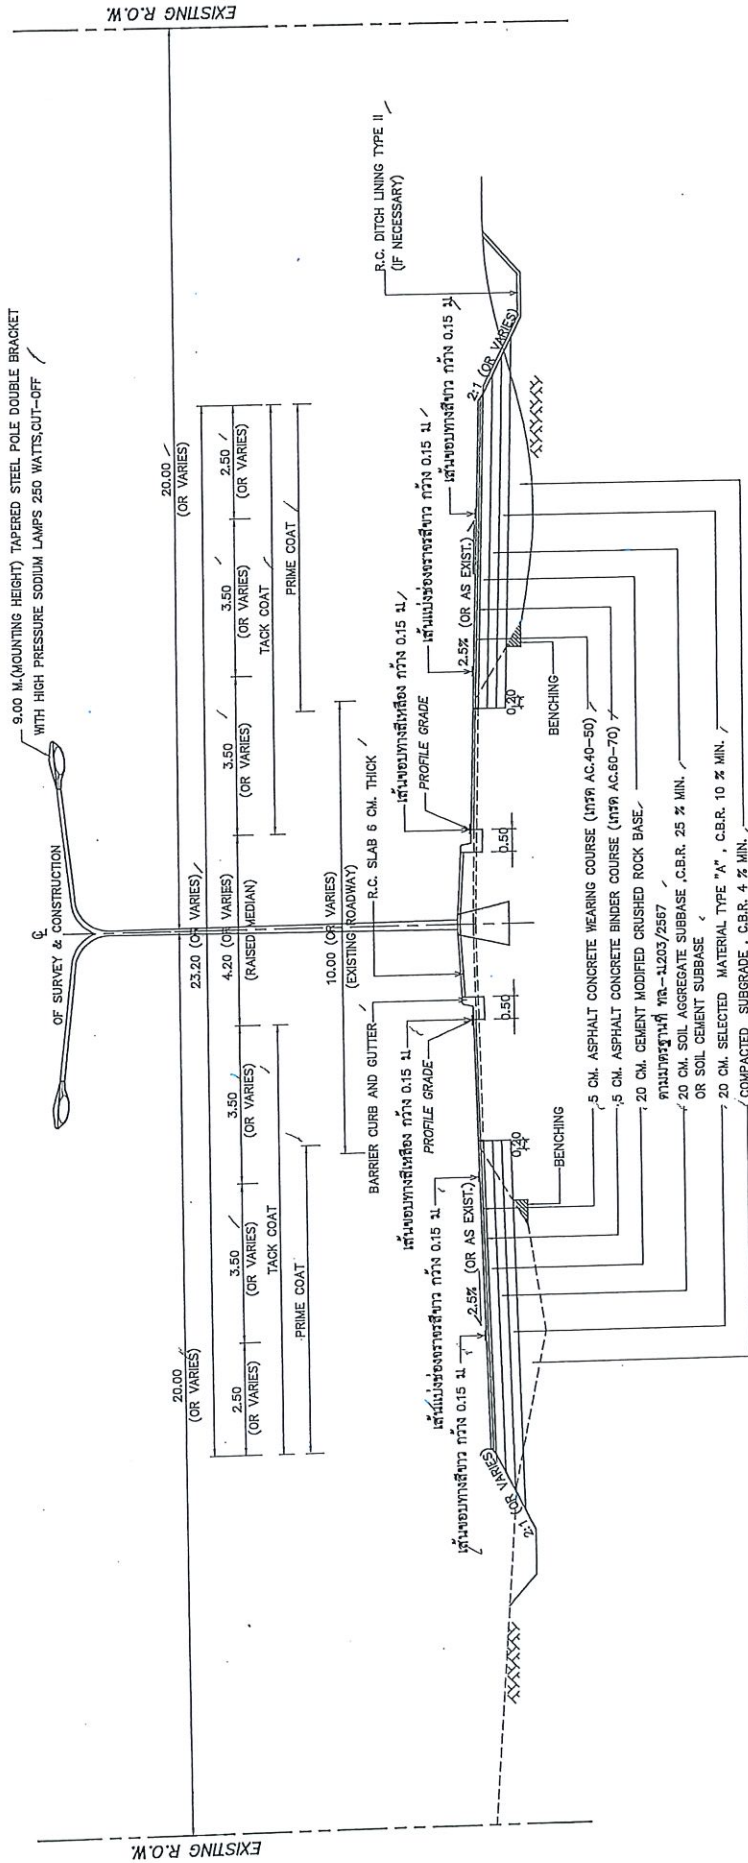 EXISTING R.O.W.
EXISTING R.O.W.
9.00 M.(MOUNTING HEIGHT) TAPERED STEEL POLE DOUBLE BRACKET
WITH HIGH PRESSURE SODIUM LAMPS 250 WATTS,CUT-OFF
℄
OF SURVEY & CONSTRUCTION
20.00
(OR VARIES)
20.00
(OR VARIES)
23.20 (OR VARIES)
2.50
(OR VARIES)
3.50
(OR VARIES)
3.50
(OR VARIES)
4.20 (OR VARIES)
(RAISED MEDIAN)
3.50
(OR VARIES)
3.50
(OR VARIES)
2.50
(OR VARIES)
TACK COAT
TACK COAT
PRIME COAT
PRIME COAT
10.00 (OR VARIES)
(EXISTING ROADWAY)
BARRIER CURB AND GUTTER
R.C. SLAB 6 CM. THICK
R.C. DITCH LINING TYPE II
(IF NECESSARY)
เส้นขอบทางสีเหลือง กว้าง 0.15 ม
PROFILE GRADE
เส้นขอบทางสีเหลือง กว้าง 0.15 ม
PROFILE GRADE
เส้นแบ่งช่องจราจรสีขาว กว้าง 0.15 ม
เส้นขอบทางสีขาว กว้าง 0.15 ม
เส้นแบ่งช่องจราจรสีขาว กว้าง 0.15 ม
เส้นขอบทางสีขาว กว้าง 0.15 ม
2.5% (OR AS EXIST.)
2.5% (OR AS EXIST.)
2:1 (OR VARIES)
2:1 (OR VARIES)
0.50
0.50
0.20
0.20
BENCHING
BENCHING
5 CM. ASPHALT CONCRETE WEARING COURSE (เกรด AC.40-50)
5 CM. ASPHALT CONCRETE BINDER COURSE (เกรด AC.60-70)
20 CM. CEMENT MODIFIED CRUSHED ROCK BASE
ตามมาตรฐานที่ ทล.-ม.203/2567
20 CM. SOIL AGGREGATE SUBBASE ,C.B.R. 25 % MIN.
OR SOIL CEMENT SUBBASE
20 CM. SELECTED MATERIAL TYPE "A" , C.B.R. 10 % MIN.
COMPACTED SUBGRADE , C.B.R. 4 % MIN.